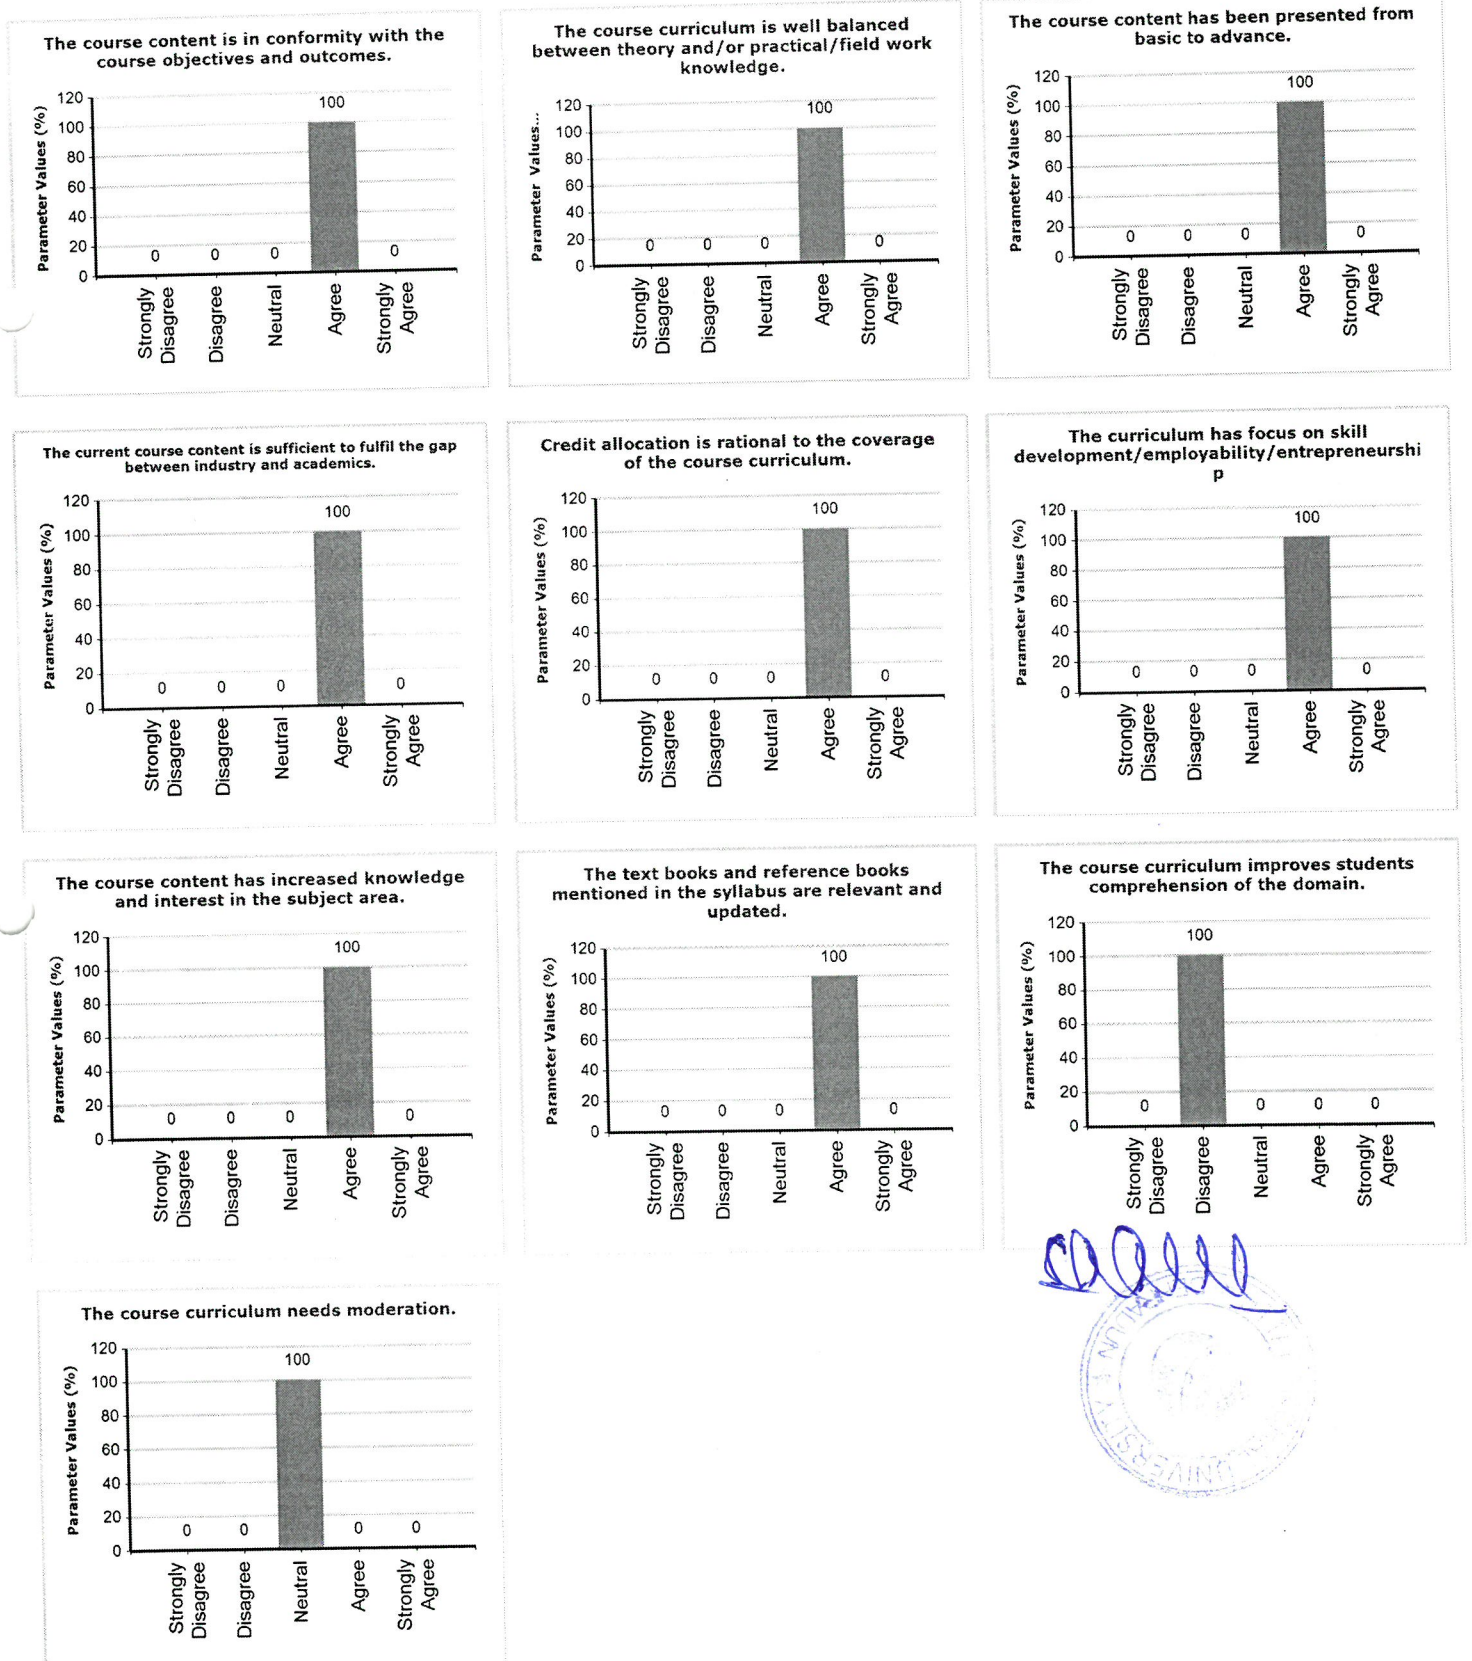 The course content is in conformity with the
course objectives and outcomes.
Parameter Values (%)
120
100
80
60
40
20
0
0
0
0
100
0
Strongly
Disagree
Disagree
Neutral
Agree
Strongly
Agree
The course curriculum is well balanced
between theory and/or practical/field work
knowledge.
Parameter Values...
120
100
80
60
40
20
0
0
0
0
100
0
Strongly
Disagree
Disagree
Neutral
Agree
Strongly
Agree
The course content has been presented from
basic to advance.
Parameter Values (%)
120
100
80
60
40
20
0
0
0
0
100
0
Strongly
Disagree
Disagree
Neutral
Agree
Strongly
Agree
The current course content is sufficient to fulfil the gap
between industry and academics.
Parameter Values (%)
120
100
80
60
40
20
0
0
0
0
100
0
Strongly
Disagree
Disagree
Neutral
Agree
Strongly
Agree
Credit allocation is rational to the coverage
of the course curriculum.
Parameter Values (%)
120
100
80
60
40
20
0
0
0
0
100
0
Strongly
Disagree
Disagree
Neutral
Agree
Strongly
Agree
The curriculum has focus on skill
development/employability/entrepreneurshi
p
Parameter Values (%)
120
100
80
60
40
20
0
0
0
0
100
0
Strongly
Disagree
Disagree
Neutral
Agree
Strongly
Agree
The course content has increased knowledge
and interest in the subject area.
Parameter Values (%)
120
100
80
60
40
20
0
0
0
0
100
0
Strongly
Disagree
Disagree
Neutral
Agree
Strongly
Agree
The text books and reference books
mentioned in the syllabus are relevant and
updated.
Parameter Values (%)
120
100
80
60
40
20
0
0
0
0
100
0
Strongly
Disagree
Disagree
Neutral
Agree
Strongly
Agree
The course curriculum improves students
comprehension of the domain.
Parameter Values (%)
120
100
80
60
40
20
0
0
100
0
0
0
Strongly
Disagree
Disagree
Neutral
Agree
Strongly
Agree
The course curriculum needs moderation.
Parameter Values (%)
120
100
80
60
40
20
0
0
0
100
0
0
Strongly
Disagree
Disagree
Neutral
Agree
Strongly
Agree
UNIVERSITY